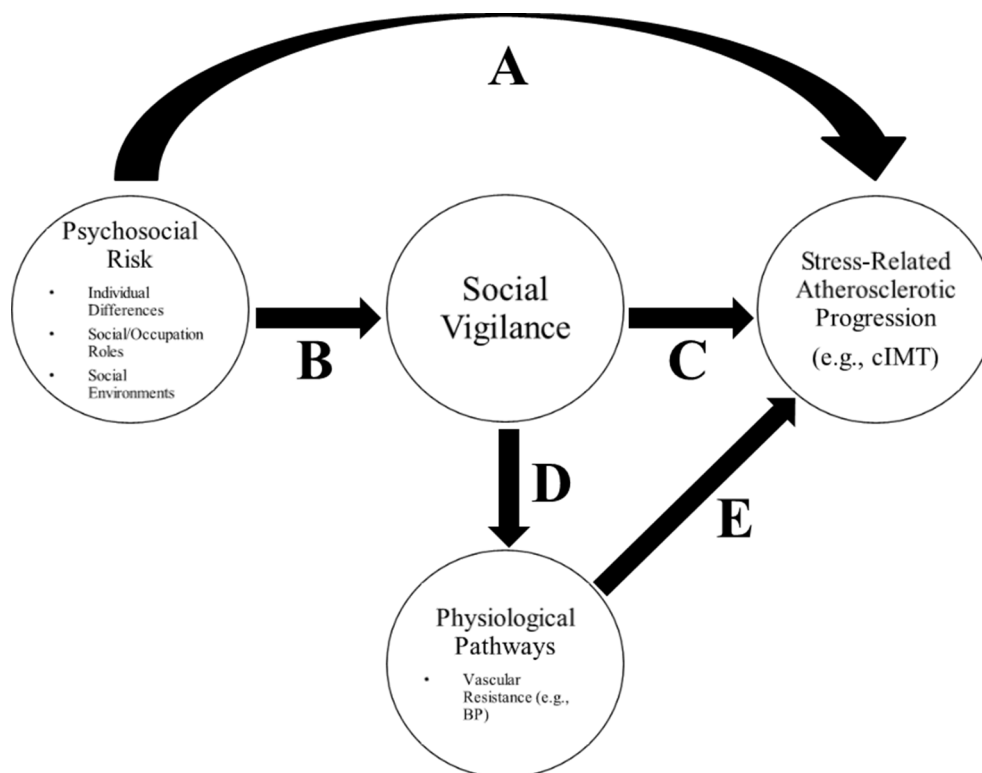 A
Psychosocial
Risk
• Individual
Differences
• Social/Occupation
Roles
• Social
Environments
B
Social
Vigilance
C
Stress-Related
Atherosclerotic
Progression
(e.g., cIMT)
D
E
Physiological
Pathways
• Vascular
Resistance (e.g.,
BP)